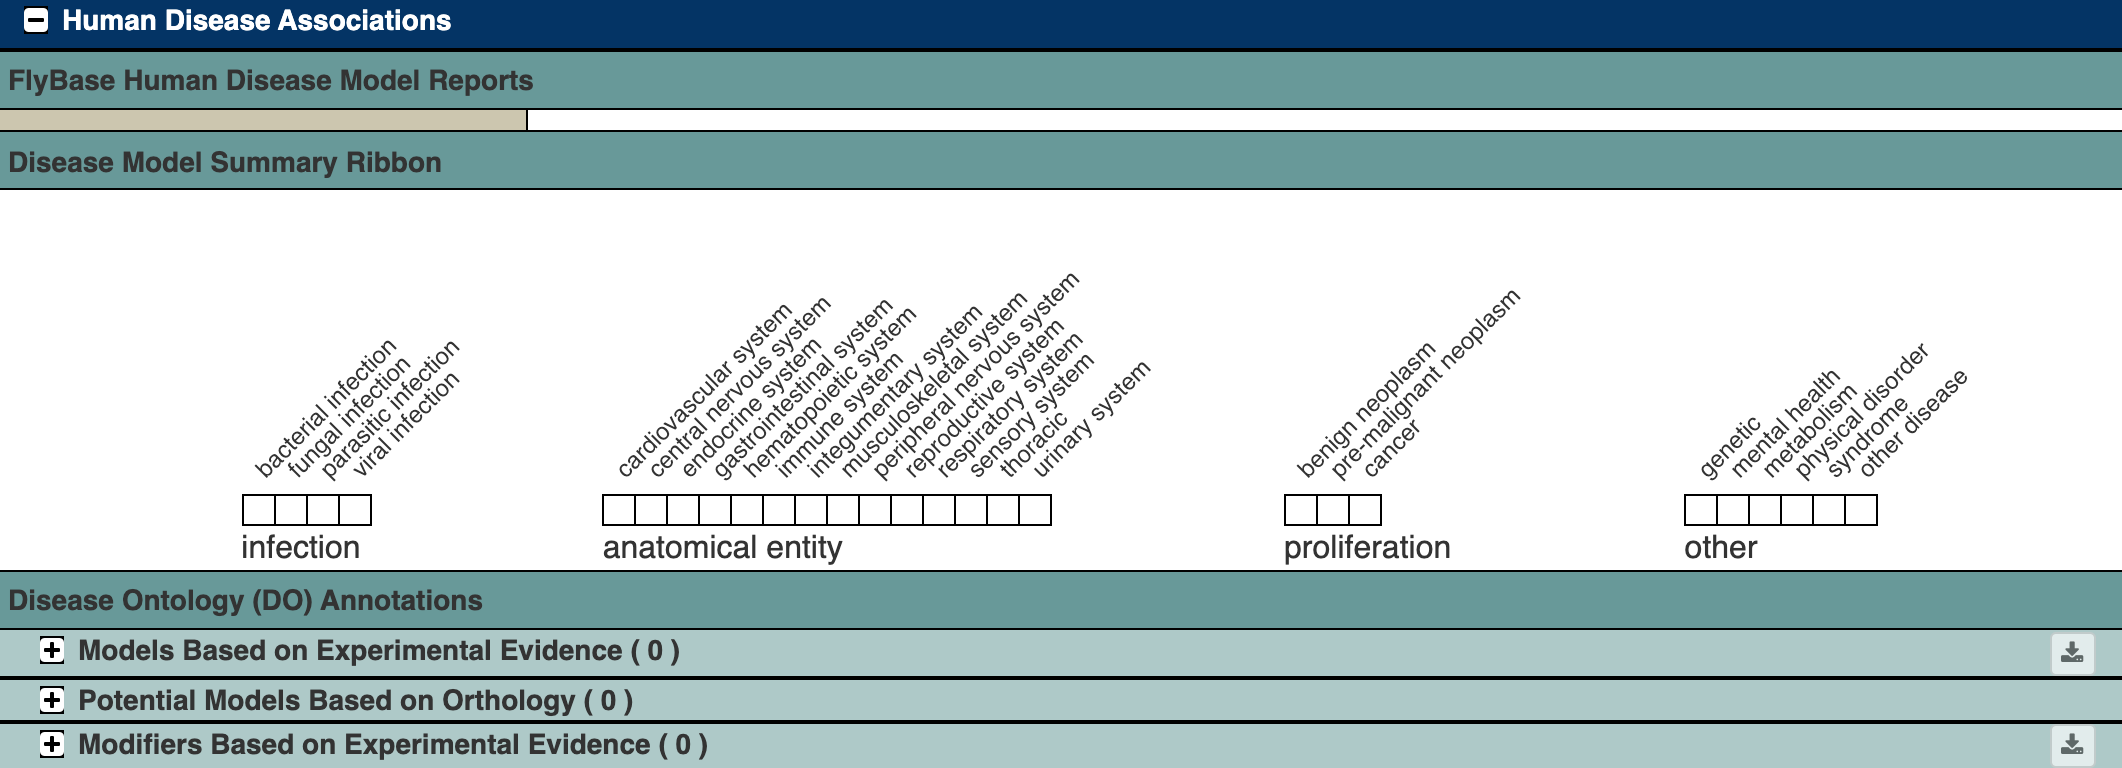 Human Disease Associations
FlyBase Human Disease Model Reports
Disease Model Summary Ribbon
bacterial infection
fungal infection
parasitic infection
viral infection
infection
cardiovascular system
central nervous system
endocrine system
gastrointestinal system
hematopoietic system
immune system
integumentary system
musculoskeletal system
peripheral nervous system
reproductive system
respiratory system
sensory system
thoracic
urinary system
anatomical entity
benign neoplasm
pre-malignant neoplasm
cancer
proliferation
genetic
mental health
metabolism
physical disorder
syndrome
other disease
other
Disease Ontology (DO) Annotations
Models Based on Experimental Evidence ( 0 )
Potential Models Based on Orthology ( 0 )
Modifiers Based on Experimental Evidence ( 0 )